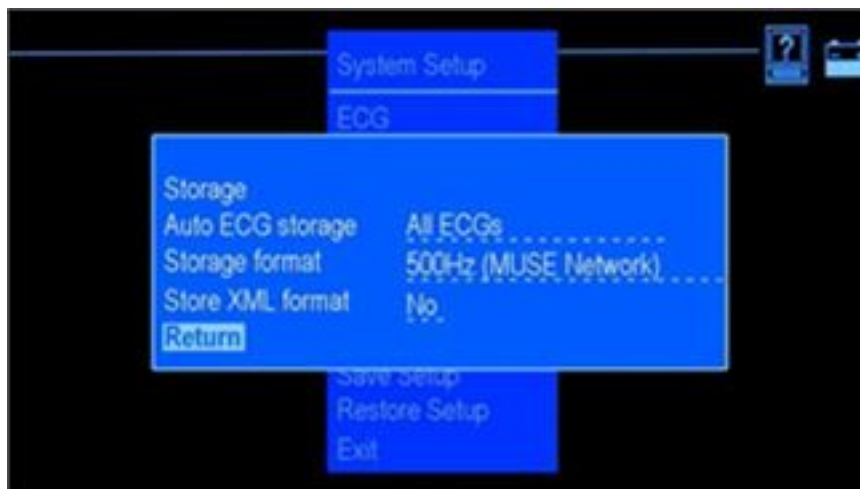 System Setup
?
ECG
Storage
Auto ECG storage All ECGs
Storage format 500Hz (MUSE Network)
Store XML format No
Return
Save Setup
Restore Setup
Exit